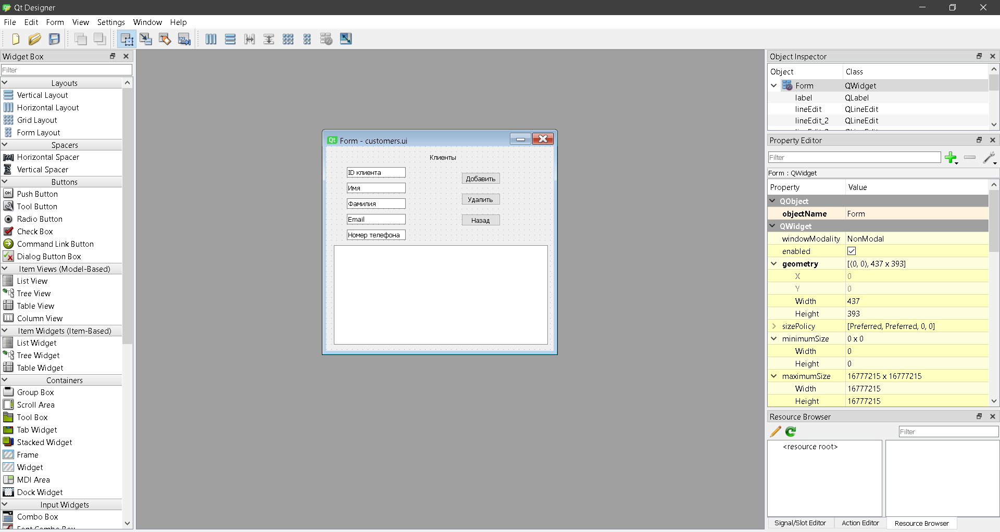 Qt Designer
File Edit Form View Settings Window Help
Widget Box
Filter
Layouts
Vertical Layout
Horizontal Layout
Grid Layout
Form Layout
Spacers
Horizontal Spacer
Vertical Spacer
Buttons
OK Push Button
Tool Button
Radio Button
Check Box
Command Link Button
Dialog Button Box
Item Views (Model-Based)
List View
Tree View
Table View
Column View
Item Widgets (Item-Based)
List Widget
Tree Widget
Table Widget
Containers
Group Box
Scroll Area
Tool Box
Tab Widget
Stacked Widget
Frame
Widget
MDI Area
Dock Widget
Input Widgets
Combo Box
Font Combo Box
Qt Form - customers.ui
Клиенты
ID клиента
Имя
Фамилия
Email
Номер телефона
Добавить
Удалить
Назад
Object Inspector
Object Class
Form QWidget
label QLabel
lineEdit QLineEdit
lineEdit_2 QLineEdit
Property Editor
Filter
Form : QWidget
Property Value
QObject
objectName Form
QWidget
windowModality NonModal
enabled
geometry [(0, 0), 437 x 393]
X 0
Y 0
Width 437
Height 393
sizePolicy [Preferred, Preferred, 0, 0]
minimumSize 0 x 0
Width 0
Height 0
maximumSize 16777215 x 16777215
Width 16777215
Height 16777215
Resource Browser
Filter
<resource root>
Signal/Slot Editor Action Editor Resource Browser